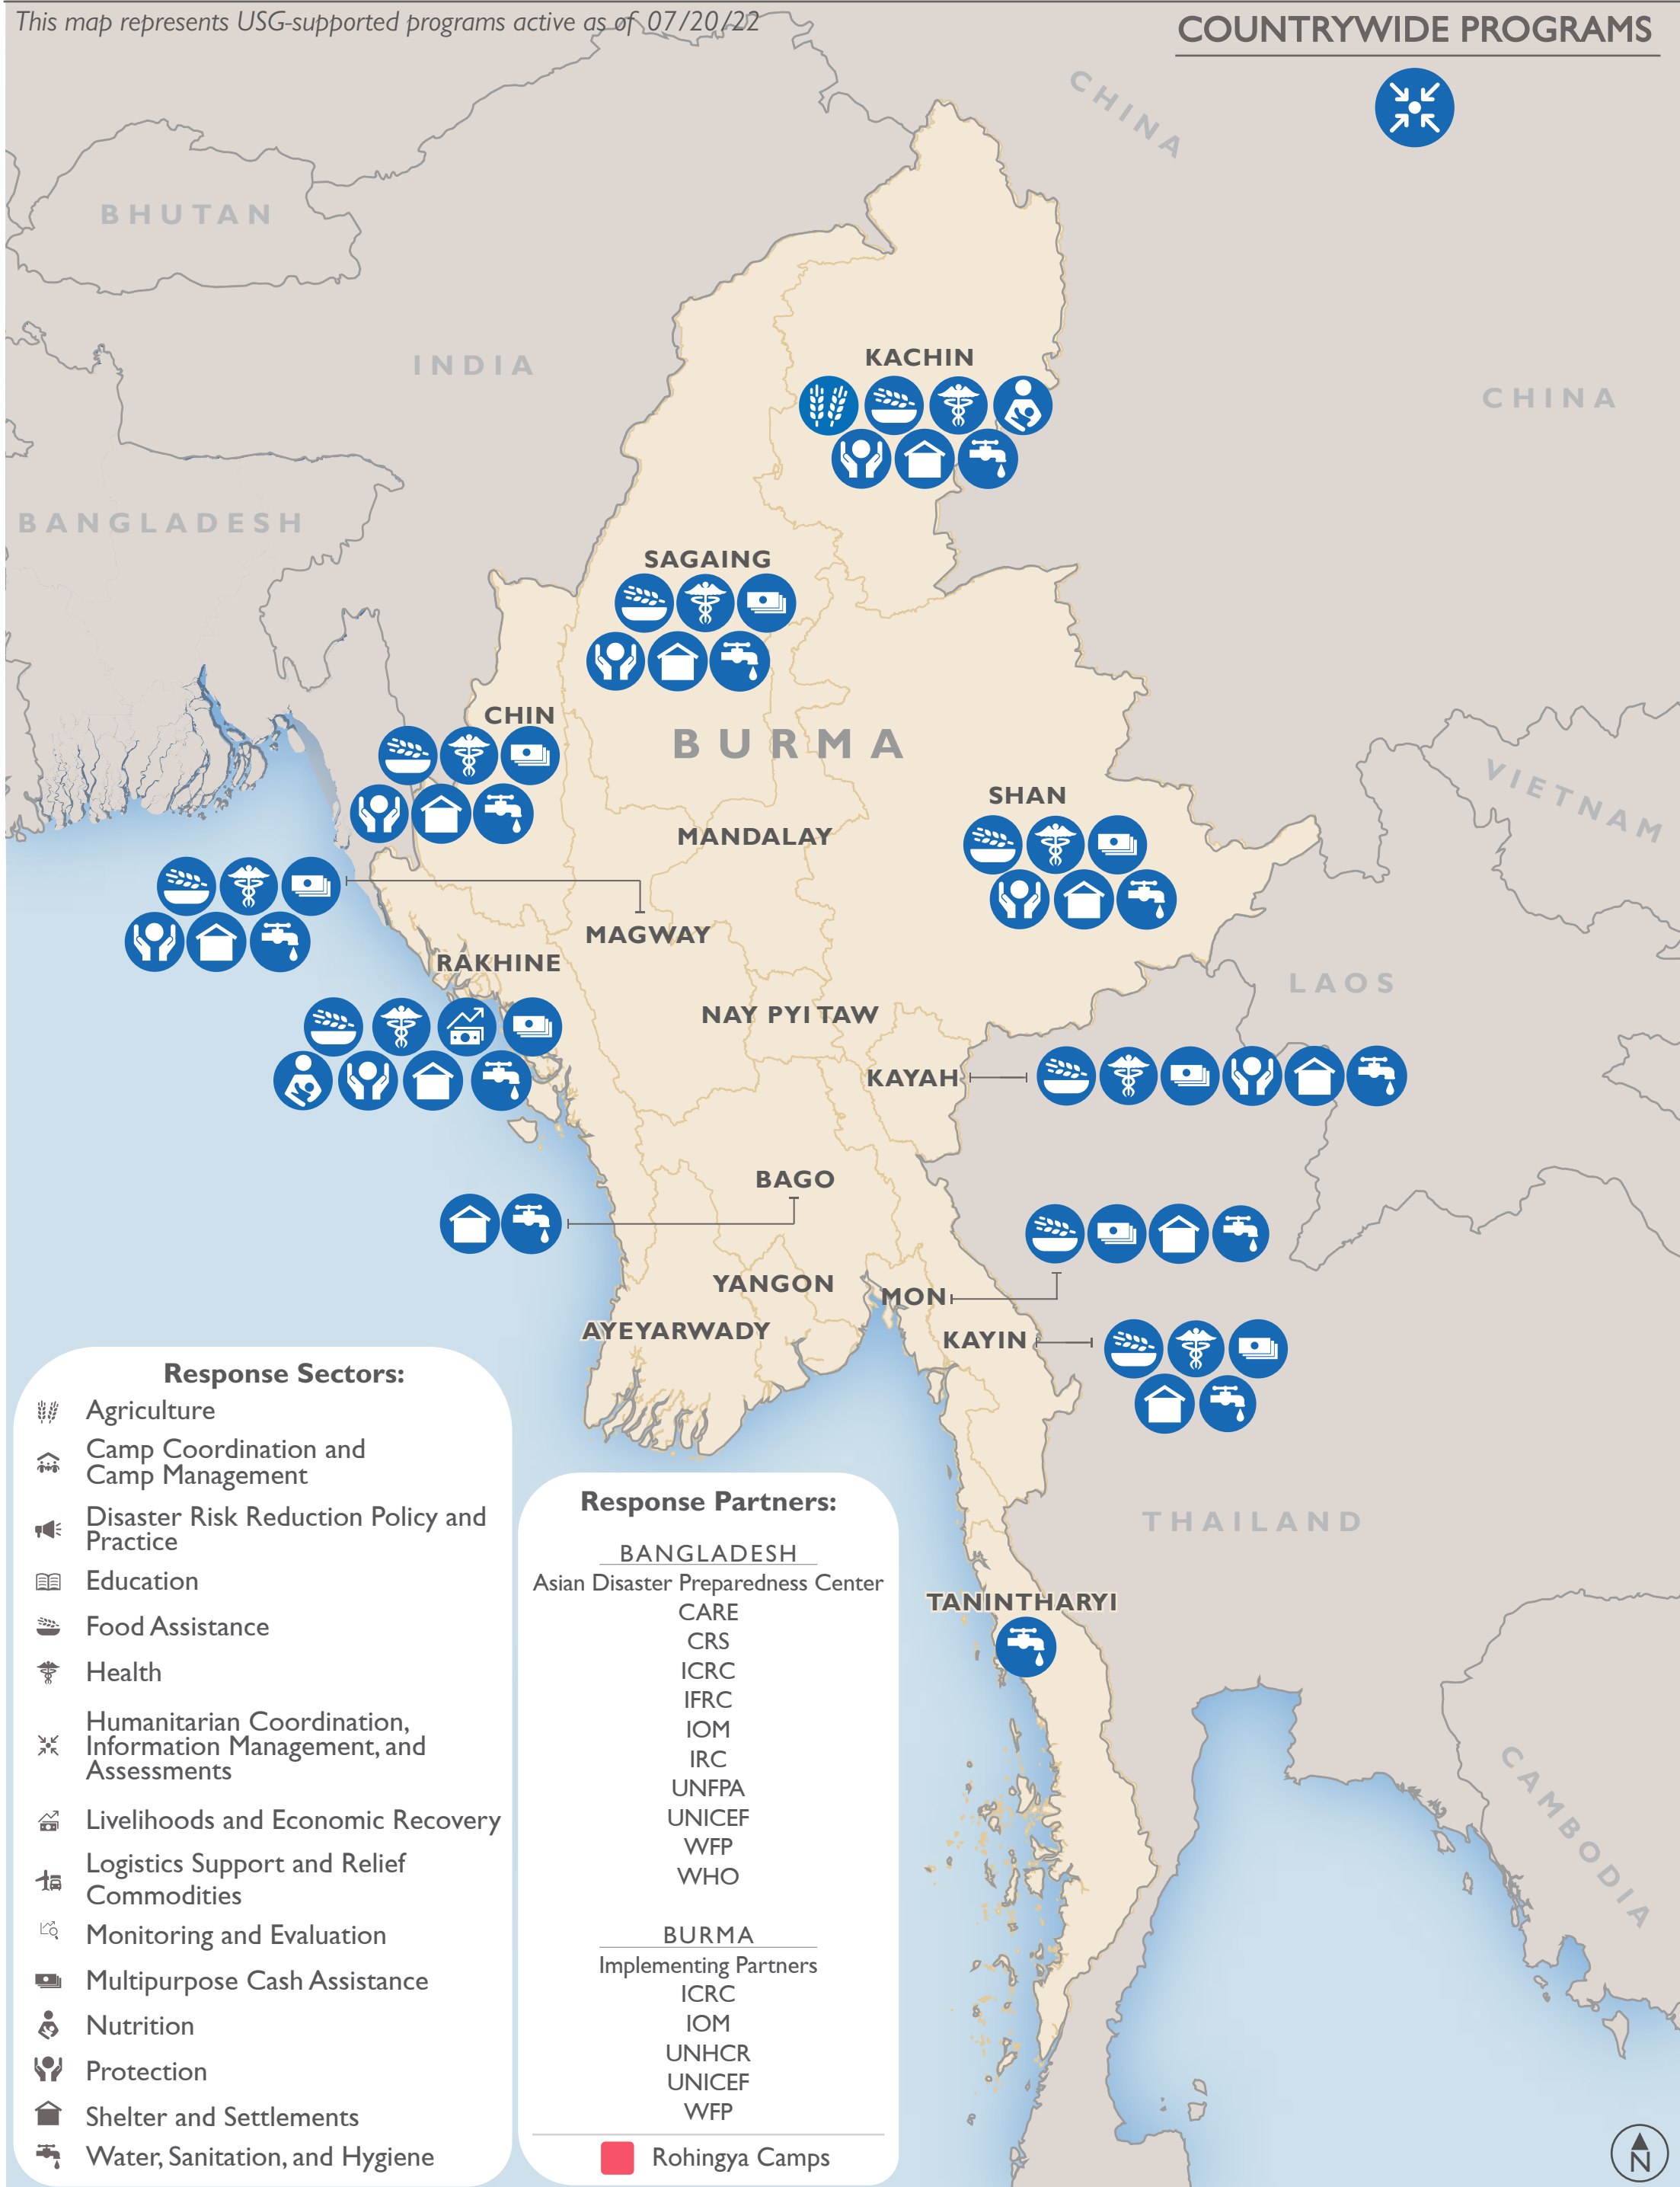 This map represents USG-supported programs active as of 07/20/22
COUNTRYWIDE PROGRAMS
CHINA
BHUTAN
INDIA
KACHIN
CHINA
BANGLADESH
SAGAING
CHIN
BURMA
VIETNAM
SHAN
MANDALAY
MAGWAY
RAKHINE
LAOS
NAY PYI TAW
KAYAH
BAGO
YANGON
MON
AYEYARWADY
KAYIN
THAILAND
TANINTHARYI
CAMBODIA
Response Sectors:
Agriculture
Camp Coordination and
Camp Management
Disaster Risk Reduction Policy and
Practice
Education
Food Assistance
Health
Humanitarian Coordination,
Information Management, and
Assessments
Livelihoods and Economic Recovery
Logistics Support and Relief
Commodities
Monitoring and Evaluation
Multipurpose Cash Assistance
Nutrition
Protection
Shelter and Settlements
Water, Sanitation, and Hygiene
Response Partners:
BANGLADESH
Asian Disaster Preparedness Center
CARE
CRS
ICRC
IFRC
IOM
IRC
UNFPA
UNICEF
WFP
WHO
BURMA
Implementing Partners
ICRC
IOM
UNHCR
UNICEF
WFP
Rohingya Camps
N